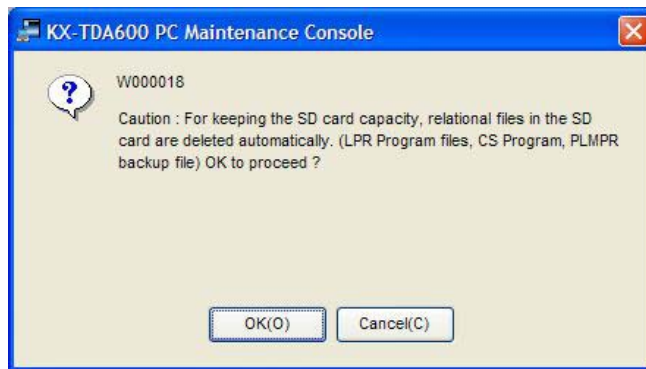 KX-TDA600 PC Maintenance Console
W000018
Caution : For keeping the SD card capacity, relational files in the SD
card are deleted automatically. (LPR Program files, CS Program, PLMPR
backup file) OK to proceed ?
OK(O) Cancel(C)